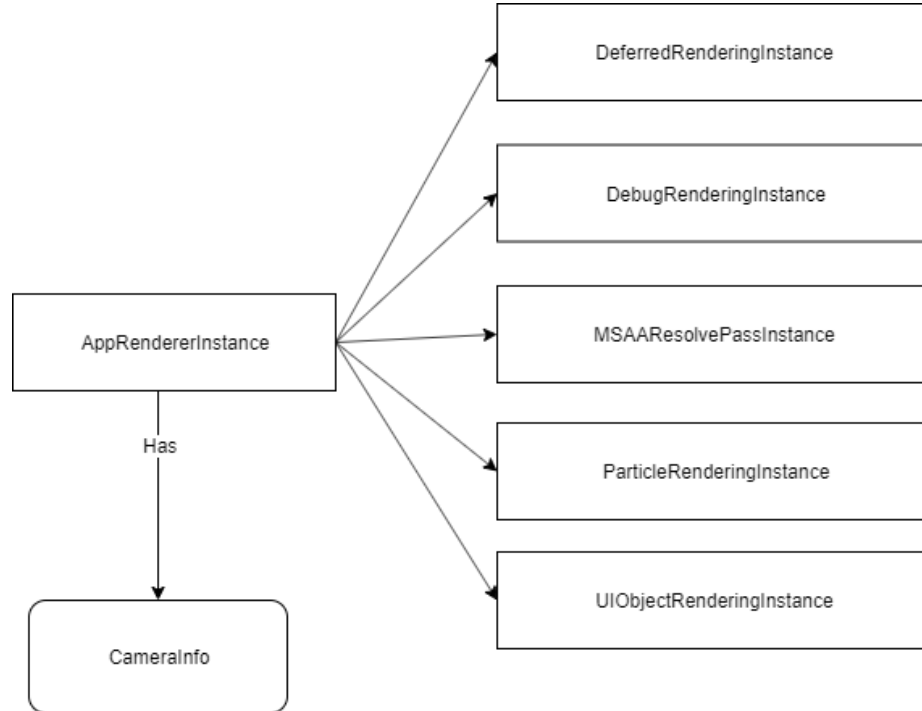 DeferredRenderingInstance
DebugRenderingInstance
AppRendererInstance
MSAAResolvePassInstance
Has
ParticleRenderingInstance
UIObjectRenderingInstance
CameraInfo